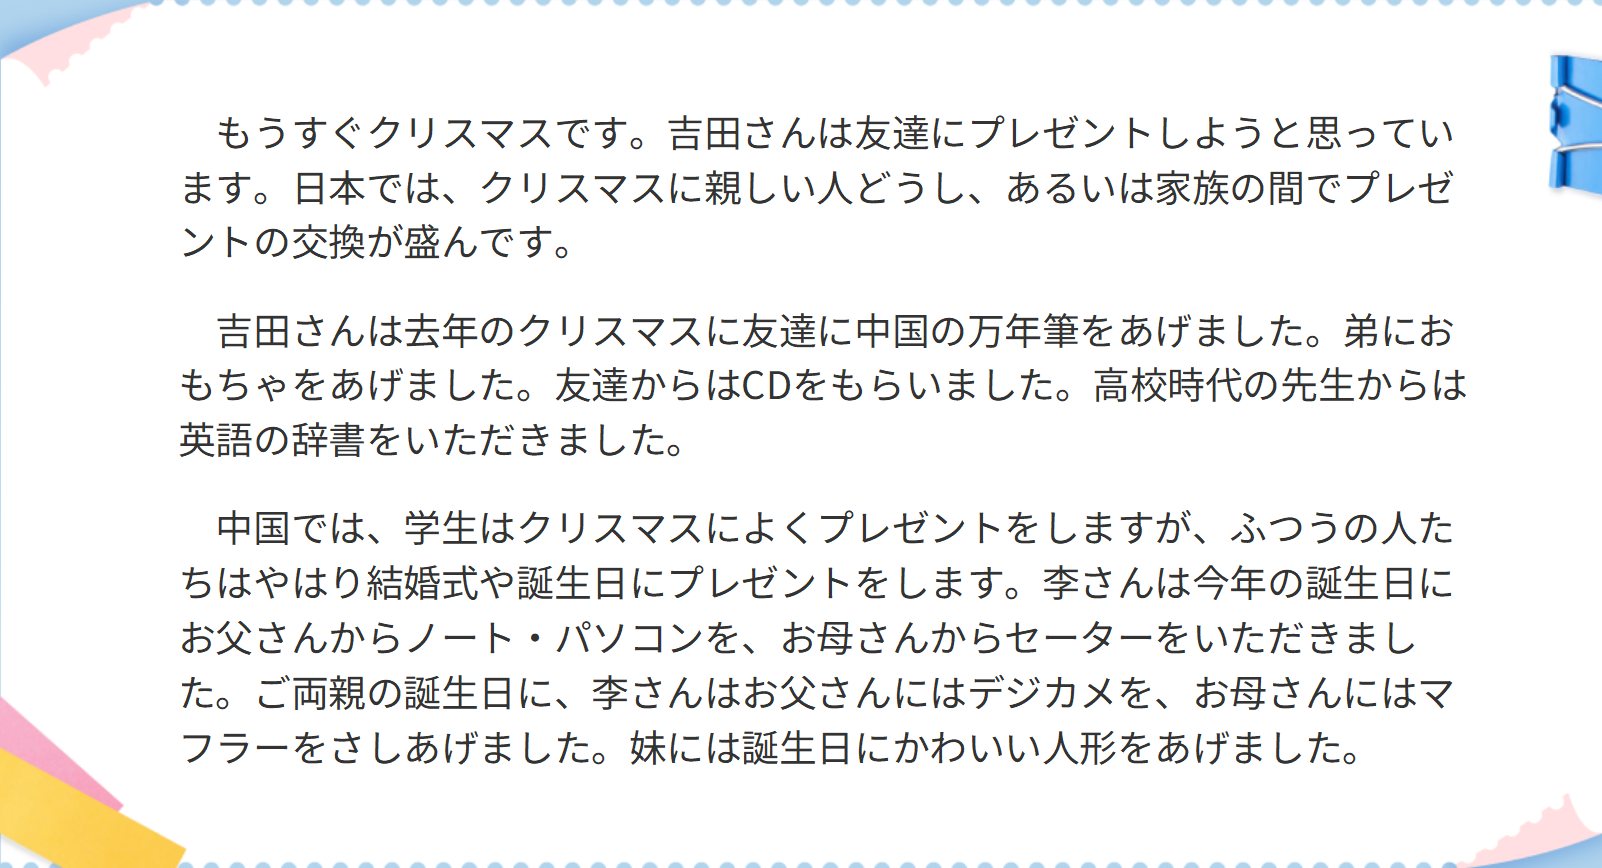 もうすぐクリスマスです。吉田さんは友達にプレゼントしようと思ってい
ます。日本では、クリスマスに親しい人どうし、あるいは家族の間でプレゼ
ントの交換が盛んです。
吉田さんは去年のクリスマスに友達に中国の万年筆をあげました。弟にお
もちゃをあげました。友達からはCDをもらいました。高校時代の先生からは
英語の辞書をいただきました。
中国では、学生はクリスマスによくプレゼントをしますが、ふつうの人た
ちはやはり結婚式や誕生日にプレゼントをします。李さんは今年の誕生日に
お父さんからノート・パソコンを、お母さんからセーターをいただきまし
た。ご両親の誕生日に、李さんはお父さんにはデジカメを、お母さんにはマ
フラーをさしあげました。妹には誕生日にかわいい人形をあげました。